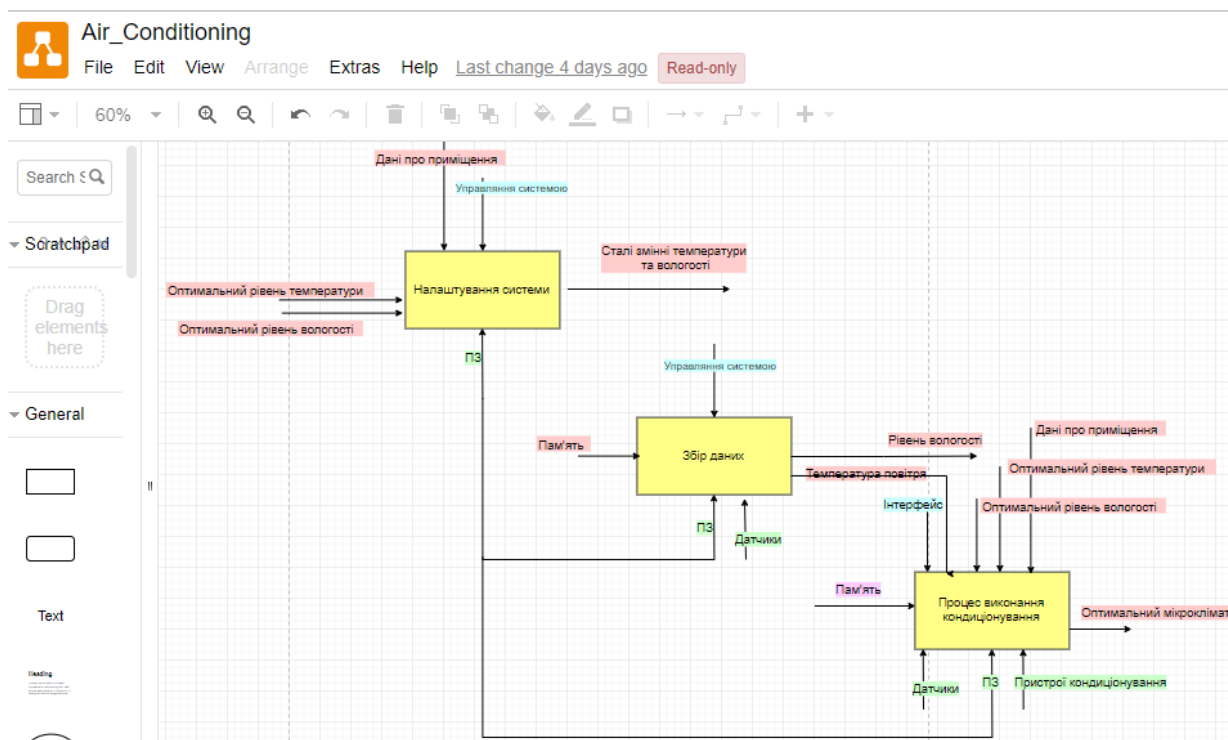 Air_Conditioning
File Edit View Arrange Extras Help Last change 4 days ago Read-only
60%
Search S
Scratchpad
Drag
elements
here
General
Text
Heading
Дані про приміщення
Управляння системою
Налаштування системи
Сталі змінні температури
та вологості
Оптимальний рівень температури
Оптимальний рівень вологості
ПЗ
Управляння системою
Пам'ять
Збір даних
Рівень вологості
Температура повітря
ПЗ
Датчики
Дані про приміщення
Оптимальний рівень температури
Інтерфейс
Оптимальний рівень вологості
Пам'ять
Процес виконання
кондиціонування
Оптимальний мікроклімат
Датчики
ПЗ
Пристрої кондиціонування